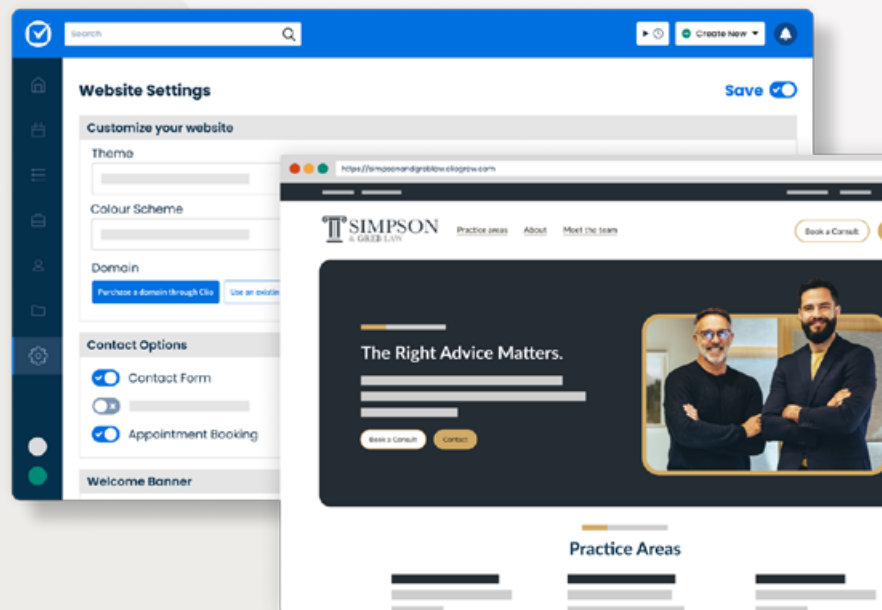 Search
Create New
Website Settings
Save
Customize your website
Theme
Colour Scheme
Domain
Purchase a domain through Clio
Use an existin
Contact Options
Contact Form
Appointment Booking
Welcome Banner
https://simpsonandgreblaw.cliogrow.com
SIMPSON
& GREB LAW
Practice areas
About
Meet the team
Book a Consult
The Right Advice Matters.
Book a Consult
Contact
Practice Areas